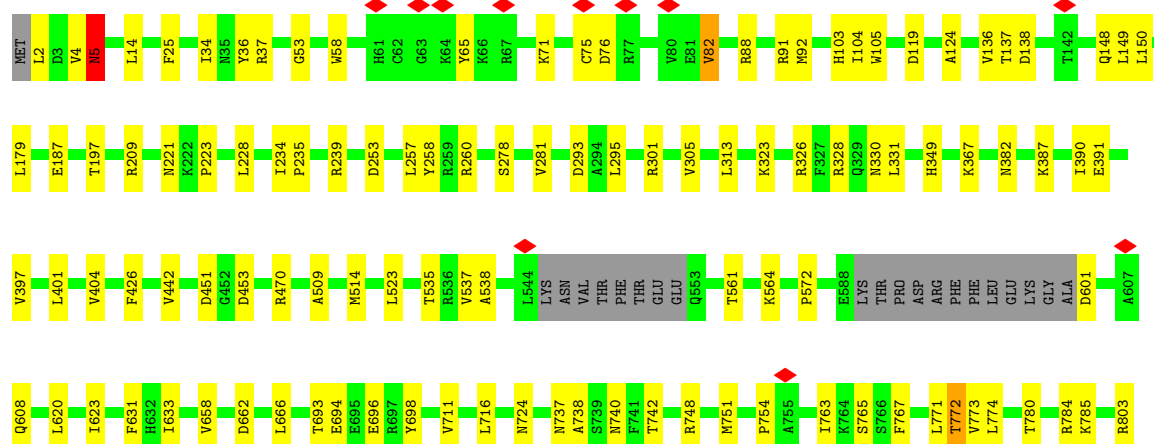 MET L2 D3 V4 N5 L14 F25 I34 N35 Y36 R37 G53 W58 H61 C62 G63 K64 Y65 K66 R67 K71 C75 D76 R77 V80 E81 V82 R88 R91 M92 H103 I104 W105 D119 A124 V136 T137 D138 T142 Q148 L149 L150
L179 E187 T197 R209 N221 K222 P223 L228 I234 P235 R239 D253 L257 Y258 R259 R260 S278 V281 D293 A294 L295 R301 V305 L313 K323 R326 F327 R328 Q329 N330 L331 H349 K367 N382 K387 I390 E391
V397 L401 V404 F426 V442 D451 G452 D453 R470 A509 M514 L523 T535 R536 V537 A538 L544 LYS ASN VAL THR PHE THR GLU GLU Q553 T561 K564 P572 E588 LYS THR PRO ASP ARG PHE PHE LEU GLU LYS GLY ALA D601 A607
Q608 L620 I623 F631 H632 I633 V658 D662 L666 T693 E694 E695 E696 R697 Y698 V711 L716 N724 N737 A738 S739 N740 F741 T742 R748 M751 P754 A755 I763 K764 S765 S766 F767 L771 T772 V773 L774 T780 R784 K785 R803